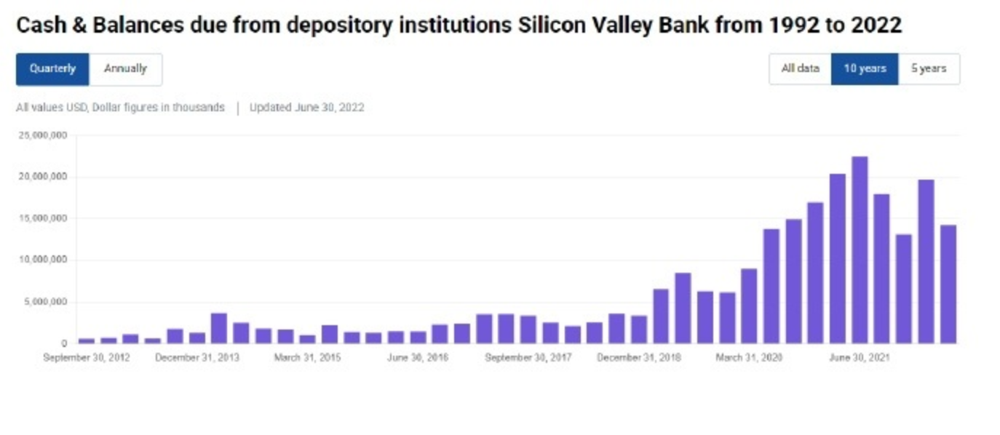 Cash & Balances due from depository institutions Silicon Valley Bank from 1992 to 2022
Quarterly Annually All data 10 years 5 years
All values USD, Dollar figures in thousands | Updated June 30, 2022
25,000,000
20,000,000
15,000,000
10,000,000
5,000,000
0
September 30, 2012 December 31, 2013 March 31, 2015 June 30, 2016 September 30, 2017 December 31, 2018 March 31, 2020 June 30, 2021